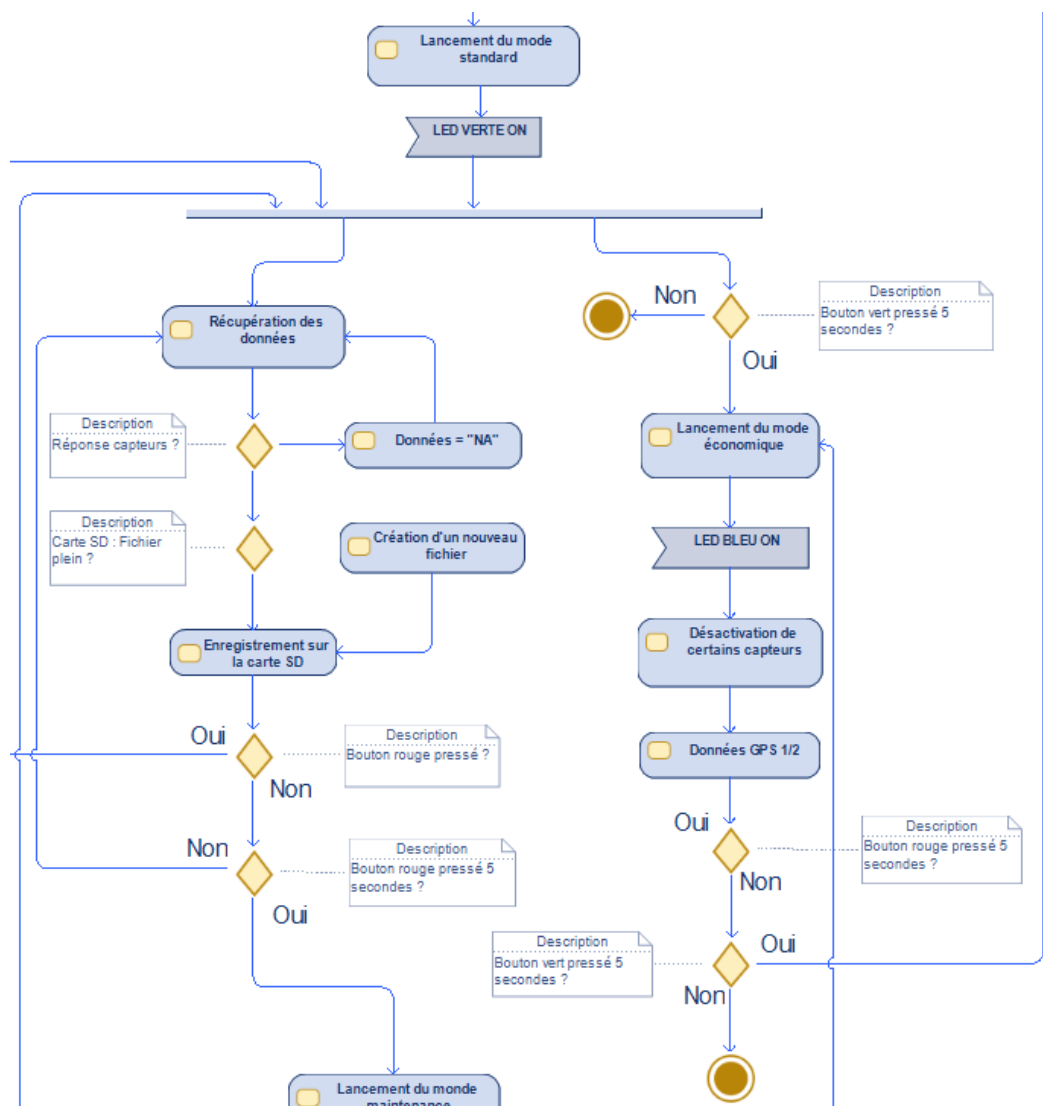 Lancement du mode
standard
LED VERTE ON
Récupération des
données
Description
Réponse capteurs ?
Données = "NA"
Description
Carte SD : Fichier
plein ?
Création d'un nouveau
fichier
Enregistrement sur
la carte SD
Oui
Description
Bouton rouge pressé ?
Non
Non
Description
Bouton rouge pressé 5
secondes ?
Oui
Lancement du monde
maintenance
Non
Description
Bouton vert pressé 5
secondes ?
Oui
Lancement du mode
économique
LED BLEU ON
Désactivation de
certains capteurs
Données GPS 1/2
Oui
Description
Bouton rouge pressé 5
secondes ?
Non
Description
Bouton vert pressé 5
secondes ?
Oui
Non